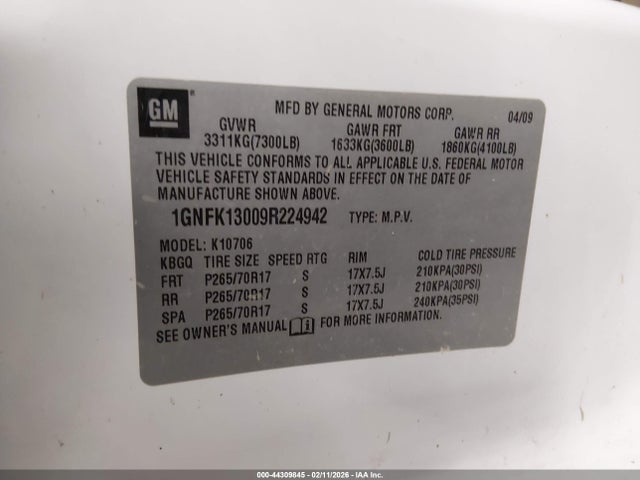 GM ®
MFD BY GENERAL MOTORS CORP. 04/09
GVWR GAWR FRT GAWR RR
3311KG(7300LB) 1633KG(3600LB) 1860KG(4100LB)
THIS VEHICLE CONFORMS TO ALL APPLICABLE U.S. FEDERAL MOTOR
VEHICLE SAFETY STANDARDS IN EFFECT ON THE DATE OF
MANUFACTURE SHOWN ABOVE.
1GNFK13009R224942 TYPE: M.P.V.
MODEL: K10706
KBGQ TIRE SIZE SPEED RTG RIM COLD TIRE PRESSURE
FRT P265/70R17 S 17X7.5J 210KPA(30PSI)
RR P265/70R17 S 17X7.5J 210KPA(30PSI)
SPA P265/70R17 S 17X7.5J 240KPA(35PSI)
SEE OWNER'S MANUAL FOR MORE INFORMATION.
000-44309845 - 02/11/2026 - IAA Inc.